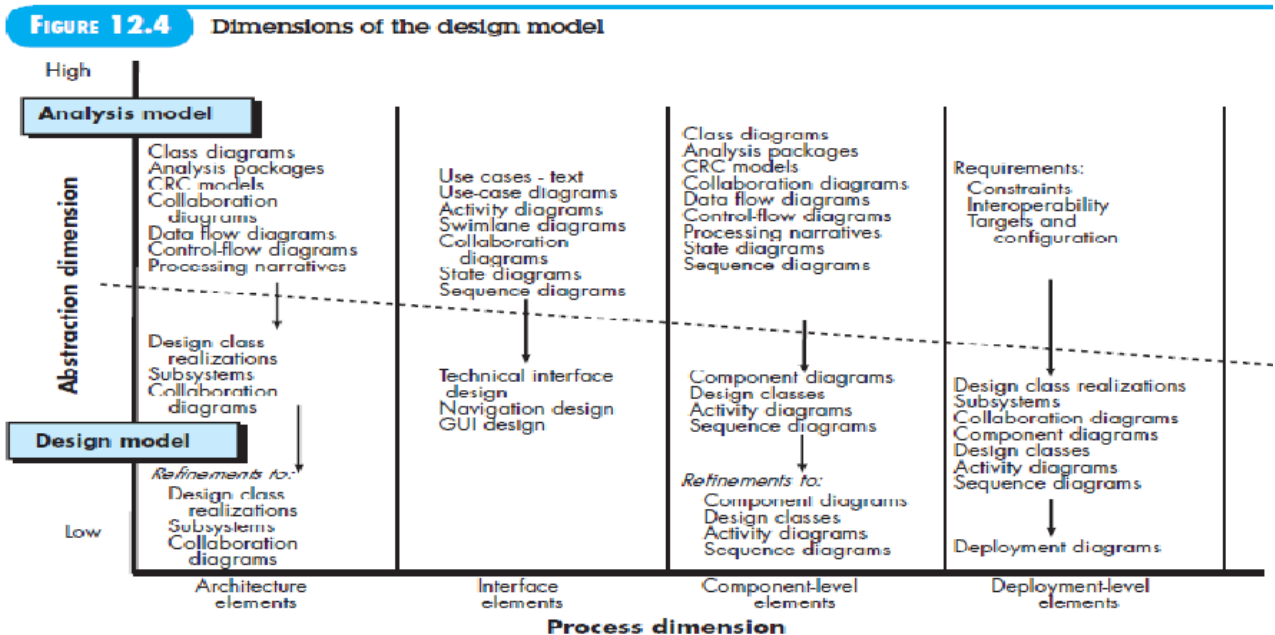 FIGURE 12.4 Dimensions of the design model
High
Analysis model
Abstraction dimension
Class diagrams
Analysis packages
CRC models
Collaboration
diagrams
Data flow diagrams
Control-flow diagrams
Processing narratives
Design class
realizations
Subsystems
Collaboration
diagrams
Design model
Refinements to:
Design class
realizations
Subsystems
Collaboration
diagrams
Low
Use cases - text
Use-case diagrams
Activity diagrams
Swimlane diagrams
Collaboration
diagrams
State diagrams
Sequence diagrams
Technical interface
design
Navigation design
GUI design
Class diagrams
Analysis packages
CRC models
Collaboration diagrams
Data flow diagrams
Control-flow diagrams
Processing narratives
State diagrams
Sequence diagrams
Component diagrams
Design classes
Activity diagrams
Sequence diagrams
Refinements to:
Component diagrams
Design classes
Activity diagrams
Sequence diagrams
Requirements:
Constraints
Interoperability
Targets and
configuration
Design class realizations
Subsystems
Collaboration diagrams
Component diagrams
Design classes
Activity diagrams
Sequence diagrams
Deployment diagrams
Architecture
elements
Interface
elements
Component-level
elements
Deployment-level
elements
Process dimension